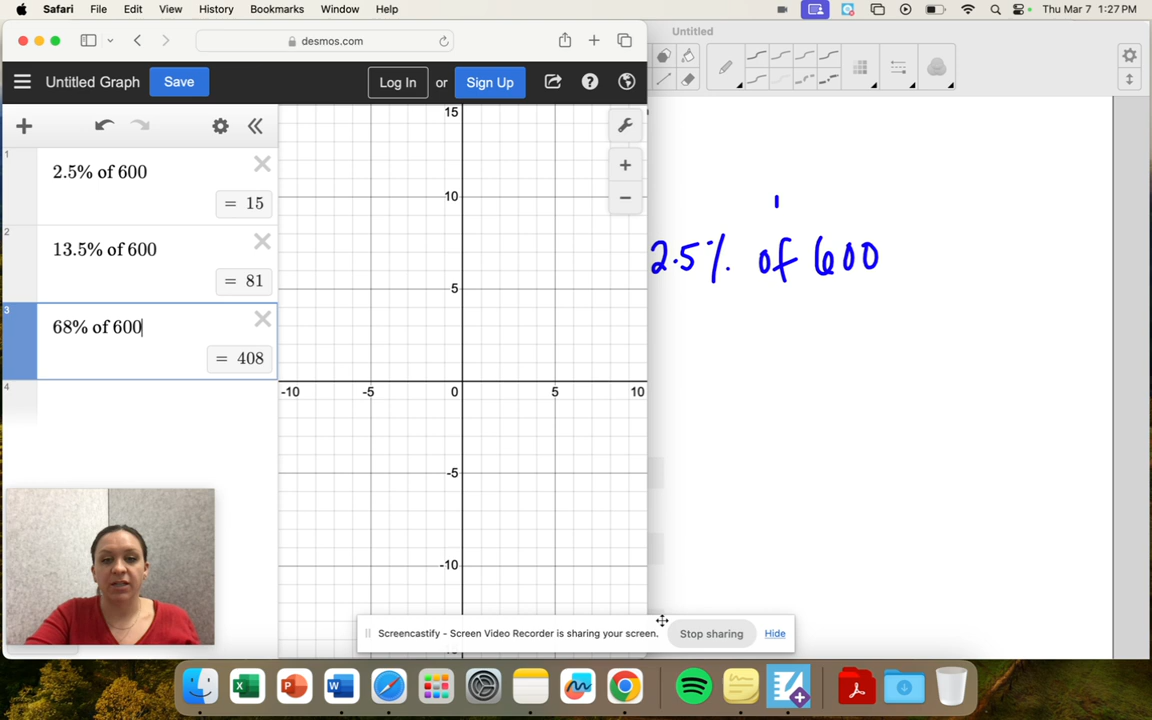 Safari File Edit View History Bookmarks Window Help Thu Mar 7 1:27 PM
desmos.com
Untitled
Untitled Graph Save Log In or Sign Up
1
2.5% of 600
= 15
2
13.5% of 600
= 81
3
68% of 600
= 408
4
15
10
5
-10 -5 0 5 10
-5
-10
2.5% of 600
Screencastify - Screen Video Recorder is sharing your screen. Stop sharing Hide